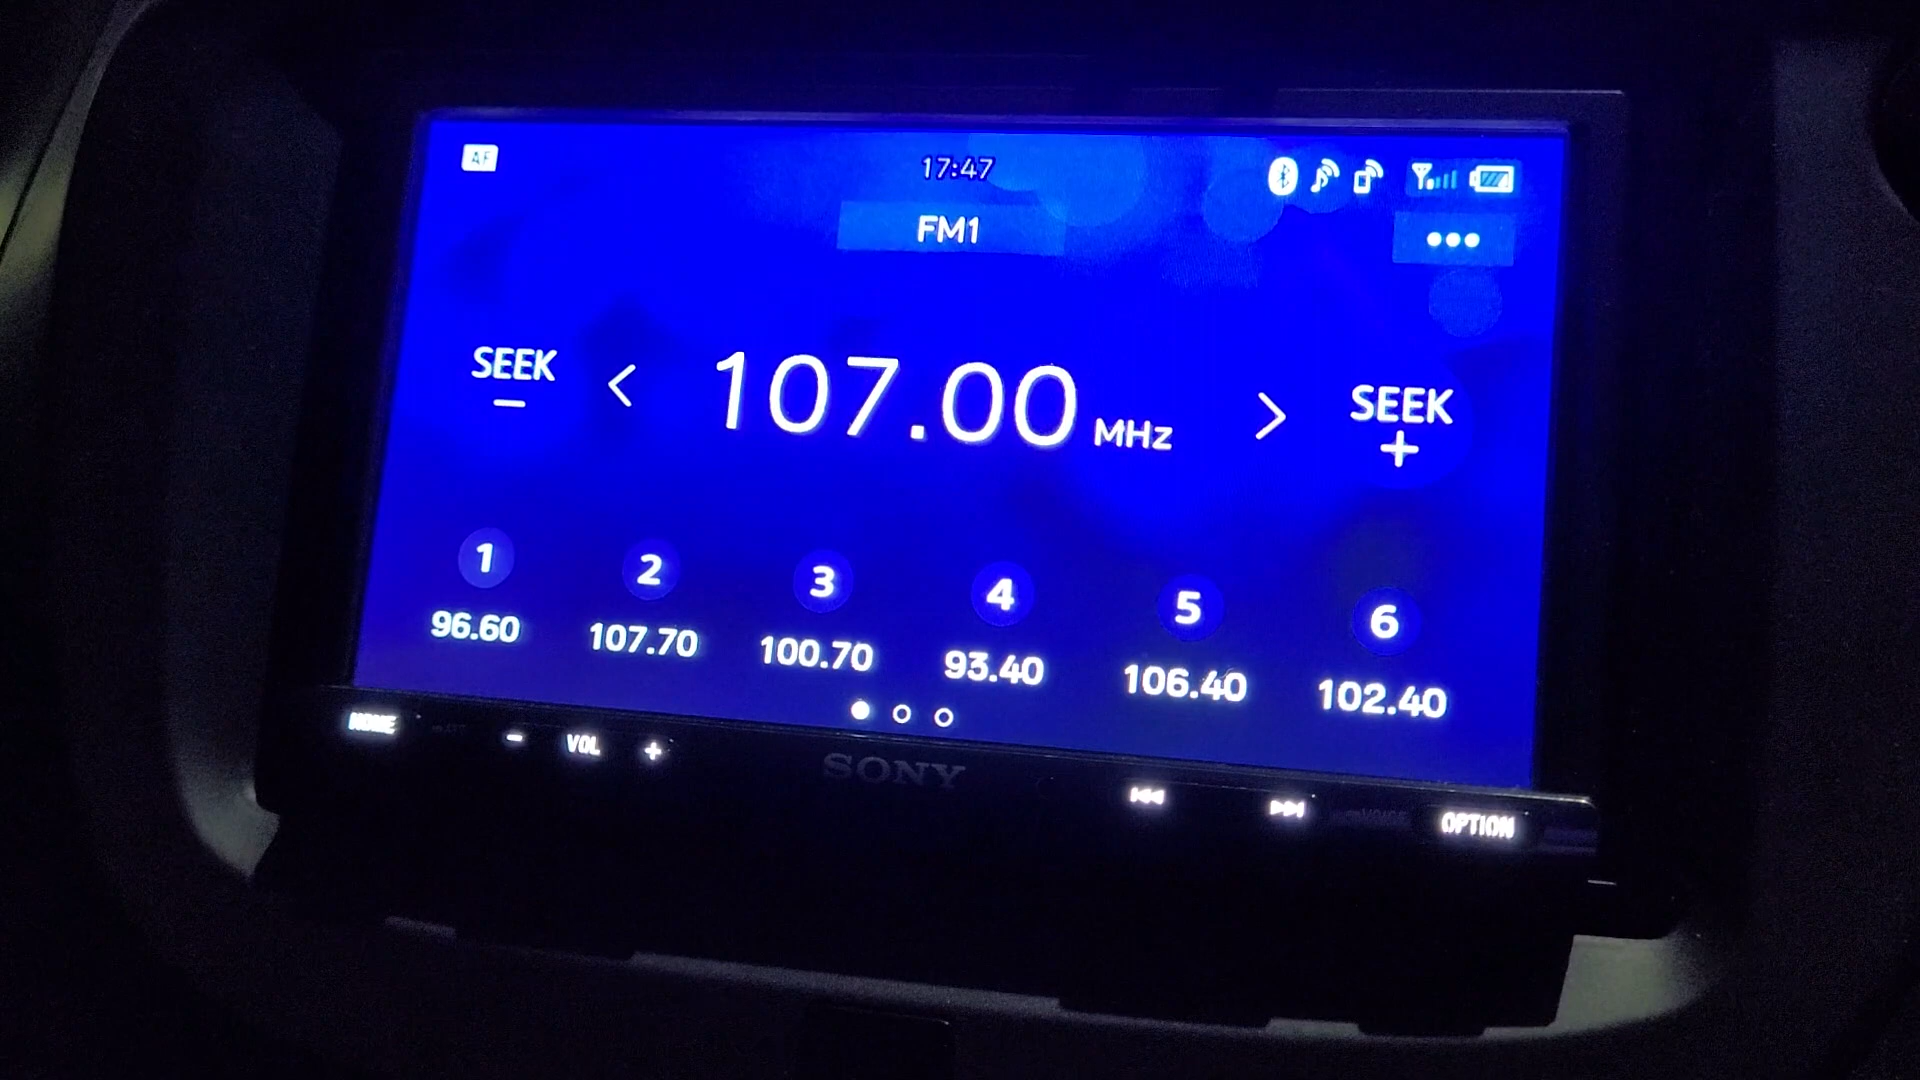 AF
17:47
FM1
SEEK
-
< 107.00 MHz >
SEEK
+
1 2 3 4 5 6
96.60 107.70 100.70 93.40 106.40 102.40
HOME - VOL + OPTION
SONY
VOICE